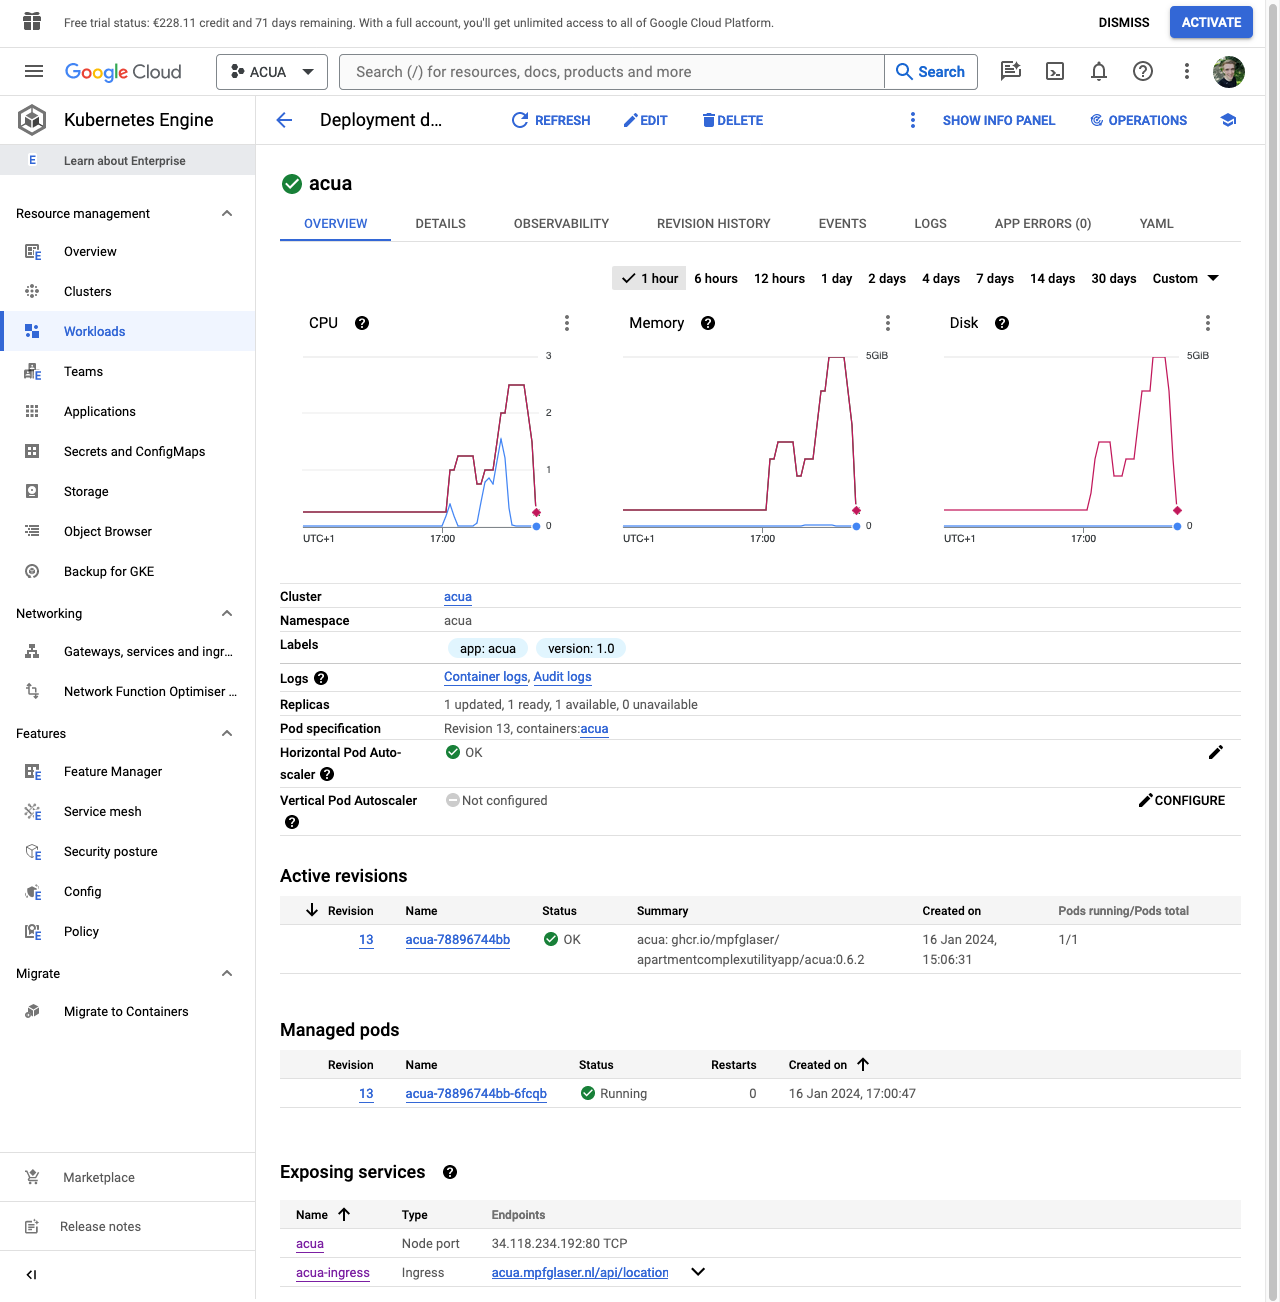 Free trial status: €228.11 credit and 71 days remaining. With a full account, you'll get unlimited access to all of Google Cloud Platform.
DISMISS
ACTIVATE
Google Cloud
ACUA
Search (/) for resources, docs, products and more
Search
Kubernetes Engine
Deployment d...
REFRESH
EDIT
DELETE
SHOW INFO PANEL
OPERATIONS
E
Learn about Enterprise
Resource management
Overview
Clusters
Workloads
Teams
Applications
Secrets and ConfigMaps
Storage
Object Browser
Backup for GKE
Networking
Gateways, services and ingr...
Network Function Optimiser ...
Features
Feature Manager
Service mesh
Security posture
Config
Policy
Migrate
Migrate to Containers
Marketplace
Release notes
acua
OVERVIEW
DETAILS
OBSERVABILITY
REVISION HISTORY
EVENTS
LOGS
APP ERRORS (0)
YAML
1 hour
6 hours
12 hours
1 day
2 days
4 days
7 days
14 days
30 days
Custom
CPU
3
2
1
0
UTC+1
17:00
Memory
5GiB
0
UTC+1
17:00
Disk
5GiB
0
UTC+1
17:00
Cluster
acua
Namespace
acua
Labels
app: acua
version: 1.0
Logs
Container logs, Audit logs
Replicas
1 updated, 1 ready, 1 available, 0 unavailable
Pod specification
Revision 13, containers:acua
Horizontal Pod Auto-
scaler
OK
Vertical Pod Autoscaler
Not configured
CONFIGURE
Active revisions
Revision
Name
Status
Summary
Created on
Pods running/Pods total
13
acua-78896744bb
OK
acua: ghcr.io/mpfglaser/
apartmentcomplexutilityapp/acua:0.6.2
16 Jan 2024,
15:06:31
1/1
Managed pods
Revision
Name
Status
Restarts
Created on
13
acua-78896744bb-6fcqb
Running
0
16 Jan 2024, 17:00:47
Exposing services
Name
Type
Endpoints
acua
Node port
34.118.234.192:80 TCP
acua-ingress
Ingress
acua.mpfglaser.nl/api/location